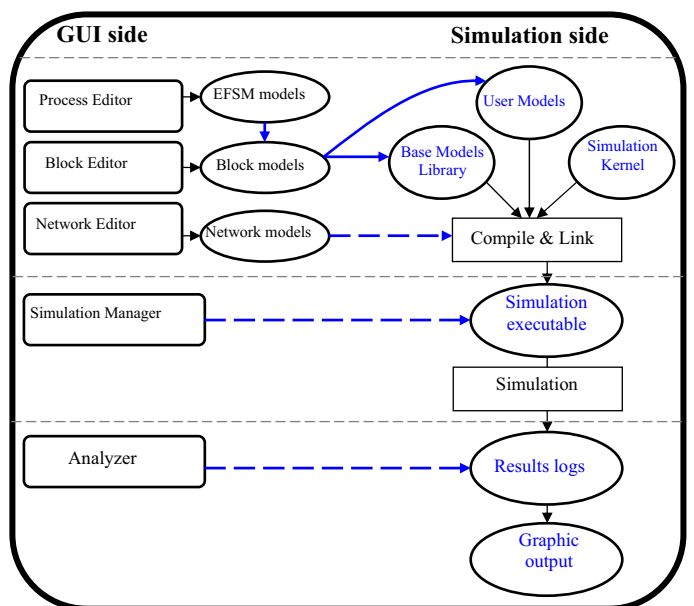 GUI side
Simulation side
Process Editor
EFSM models
User Models
Block Editor
Block models
Base Models
Library
Simulation
Kernel
Network Editor
Network models
Compile & Link
Simulation Manager
Simulation
executable
Simulation
Analyzer
Results logs
Graphic
output